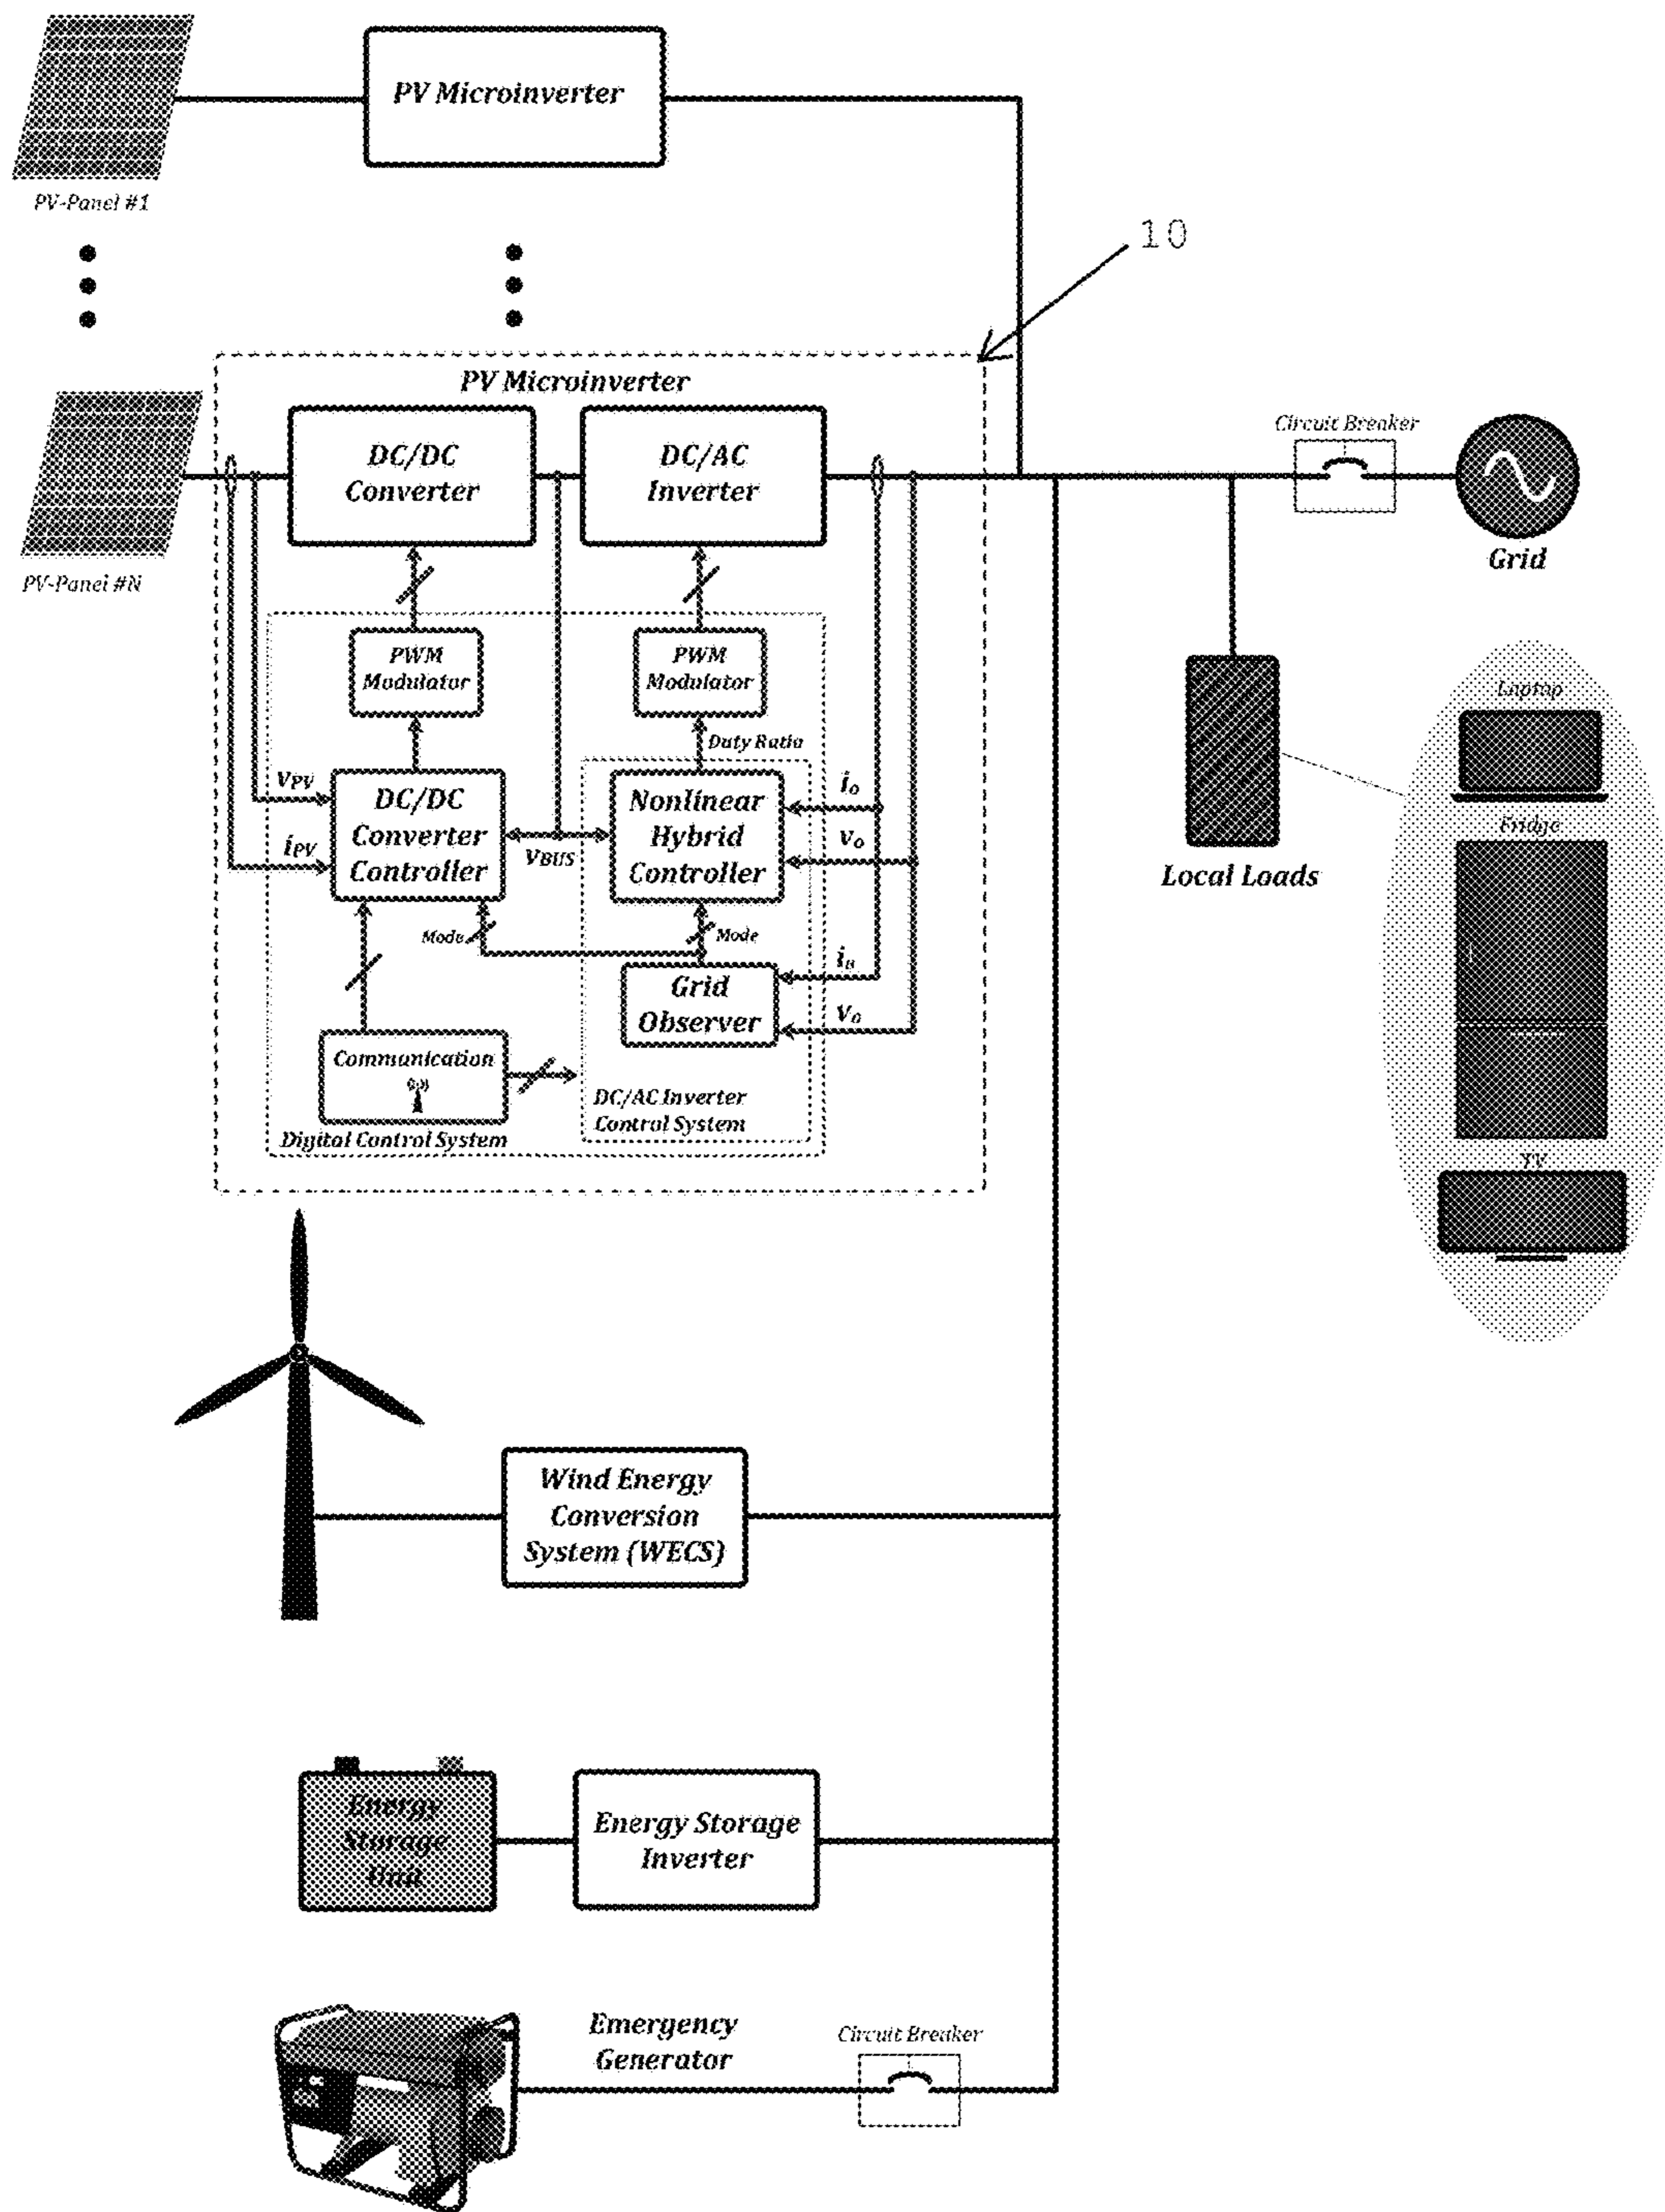 PV Microinverter
PV-Panel #1
10
PV Microinverter
DC/DC
Converter
DC/AC
Inverter
Circuit Breaker
Grid
PV-Panel #N
PWM
Modulator
PWM
Modulator
Duty Ratio
vPV
iPV
DC/DC
Converter
Controller
vBUS
Nonlinear
Hybrid
Controller
io
vo
Mode
Mode
Grid
Observer
vo
Communication
DC/AC Inverter
Control System
Digital Control System
Local Loads
Laptop
Fridge
TV
Wind Energy
Conversion
System (WECS)
Energy
Storage
Unit
Energy Storage
Inverter
Emergency
Generator
Circuit Breaker